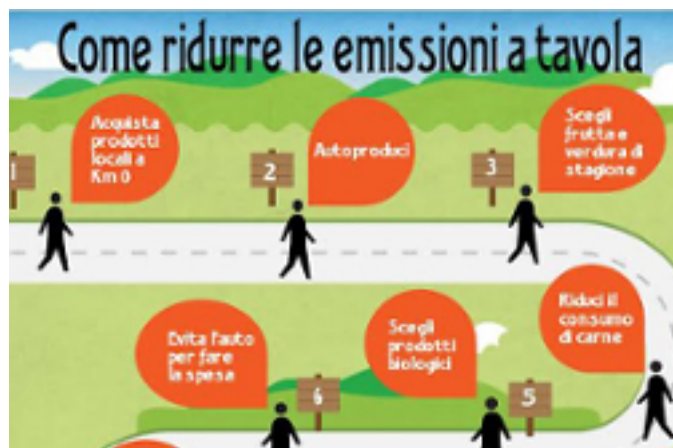 Come ridurre le emissioni a tavola
1
Acquista
prodotti
locali a
Km 0
2
Autoproduci
3
Scegli
frutta e
verdura di
stagione
Riduci il
consumo
di carne
5
Scegli
prodotti
biologici
6
Evita l'auto
per fare
la spesa